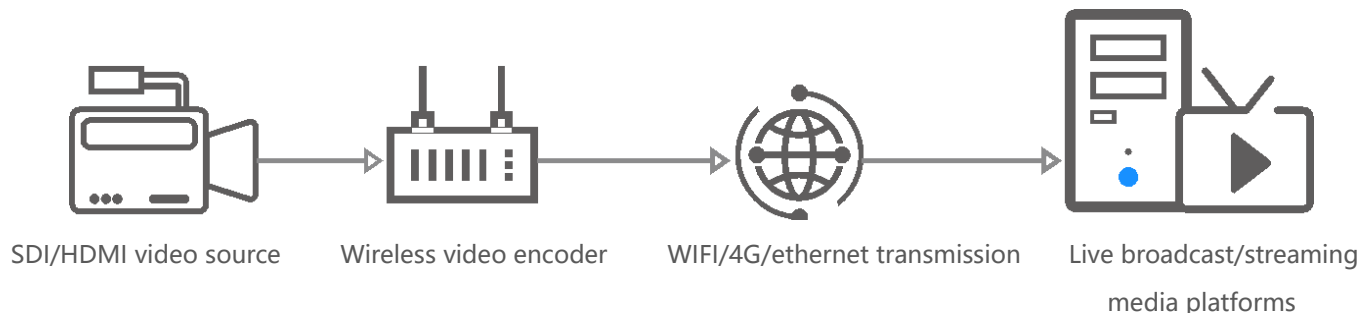 SDI/HDMI video source
Wireless video encoder
WIFI/4G/ethernet transmission
Live broadcast/streaming
media platforms